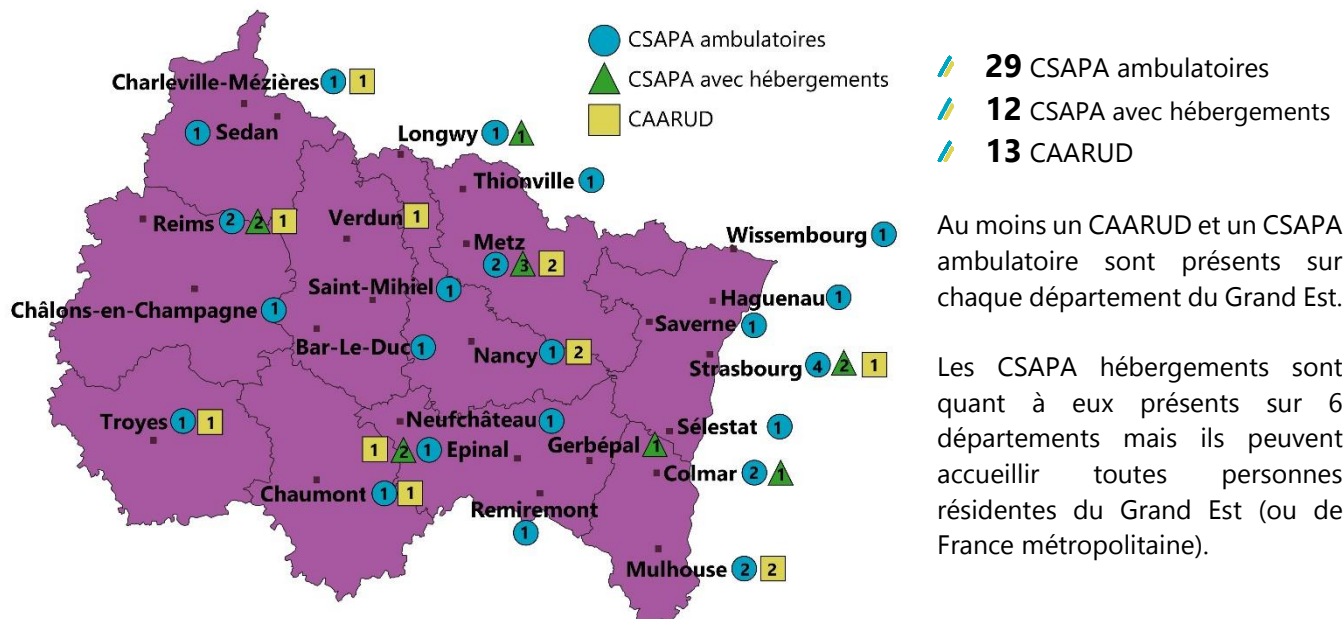 CSAPA ambulatoires
CSAPA avec hébergements
CAARUD
Charleville-Mézières 1 1
1 Sedan
Longwy 1 1
Thionville 1
Reims 2 2 1
Verdun 1
Metz
2 3 2
Wissembourg 1
Saint-Mihiel 1
Haguenau 1
Châlons-en-Champagne 1
Saverne 1
Bar-Le-Duc 1
Nancy 1 2
Strasbourg 4 2 1
Troyes 1 1
Neufchâteau 1
Sélestat 1
1 2 1 Epinal
Gerbépal 1
Colmar 2 1
Chaumont 1 1
Remiremont
1
Mulhouse 2 2
29 CSAPA ambulatoires
12 CSAPA avec hébergements
13 CAARUD
Au moins un CAARUD et un CSAPA
ambulatoire sont présents sur
chaque département du Grand Est.
Les CSAPA hébergements sont
quant à eux présents sur 6
départements mais ils peuvent
accueillir toutes personnes
résidentes du Grand Est (ou de
France métropolitaine).